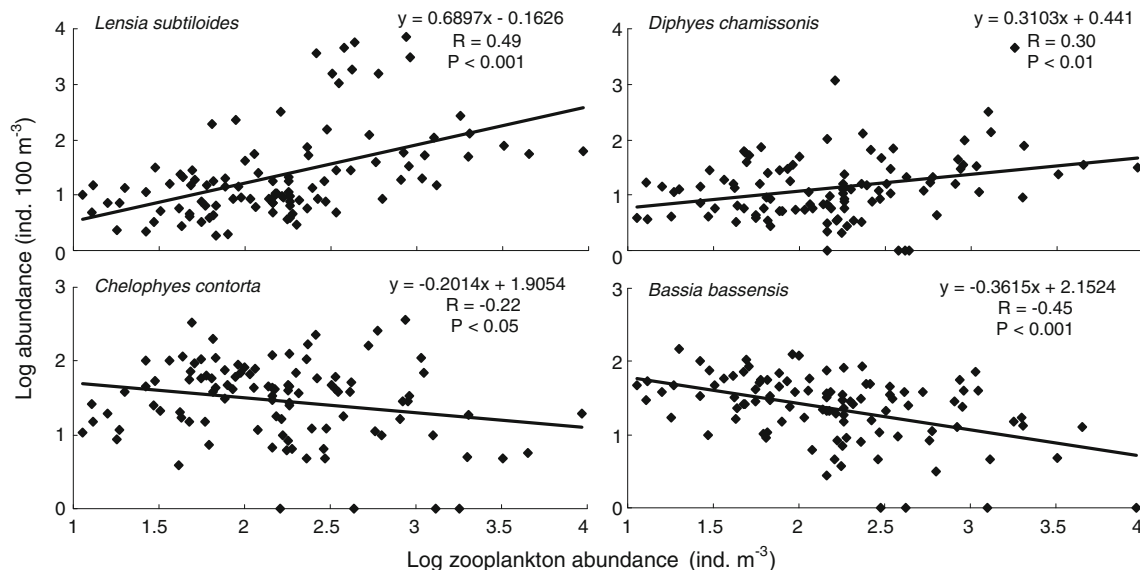 Lensia subtiloides
y = 0.6897x - 0.1626
R = 0.49
P < 0.001
4
3
2
1
0
Diphyes chamissonis
y = 0.3103x + 0.441
R = 0.30
P < 0.01
4
3
2
1
0
Chelophyes contorta
y = -0.2014x + 1.9054
R = -0.22
P < 0.05
3
2
1
0
1 1.5 2 2.5 3 3.5 4
Bassia bassensis
y = -0.3615x + 2.1524
R = -0.45
P < 0.001
3
2
1
0
1 1.5 2 2.5 3 3.5 4
Log abundance (ind. 100 m-3)
Log zooplankton abundance (ind. m-3)